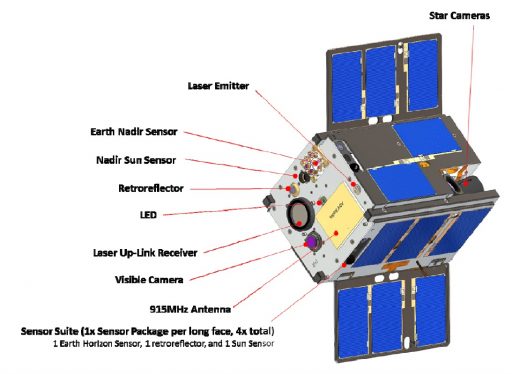 Star Cameras
Laser Emitter
Earth Nadir Sensor
Nadir Sun Sensor
Retroreflector
LED
Laser Up-Link Receiver
Visible Camera
915MHz Antenna
Sensor Suite (1x Sensor Package per long face, 4x total)
1 Earth Horizon Sensor, 1 retroreflector, and 1 Sun Sensor